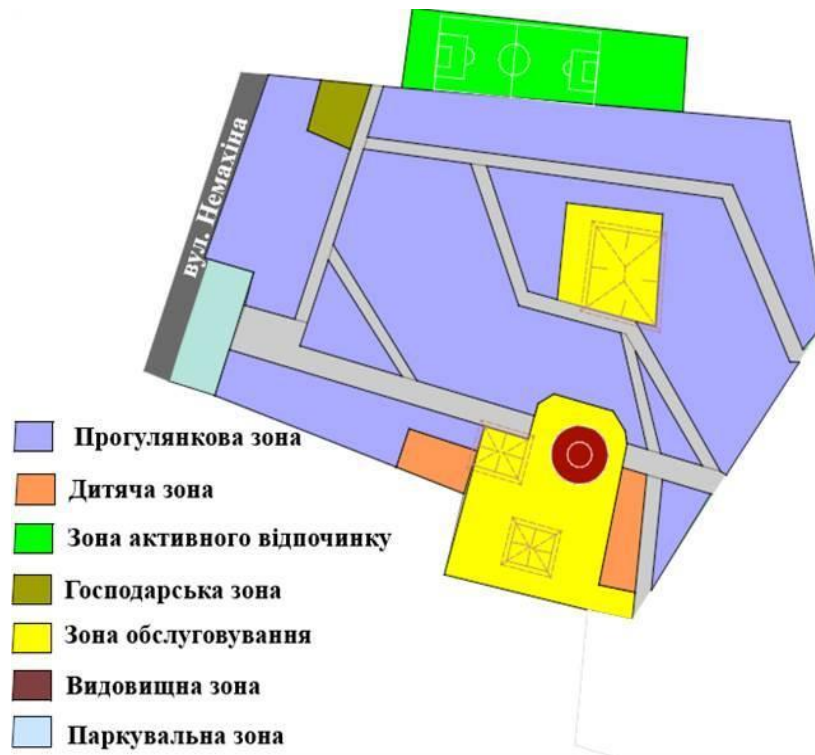 вул. Немахіна
Прогулянкова зона
Дитяча зона
Зона активного відпочинку
Господарська зона
Зона обслуговування
Видовищна зона
Паркувальна зона